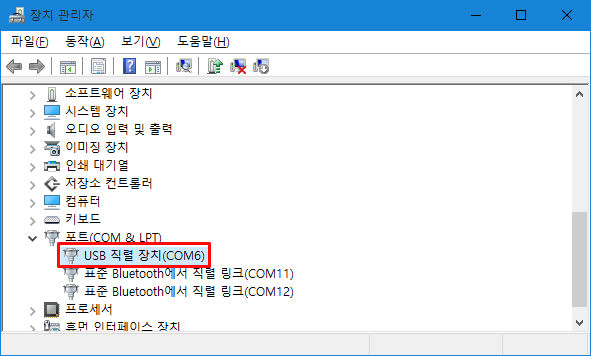 장치 관리자
파일(F) 동작(A) 보기(V) 도움말(H)
소프트웨어 장치
시스템 장치
오디오 입력 및 출력
이미징 장치
인쇄 대기열
저장소 컨트롤러
컴퓨터
키보드
포트(COM & LPT)
USB 직렬 장치(COM6)
표준 Bluetooth에서 직렬 링크(COM11)
표준 Bluetooth에서 직렬 링크(COM12)
프로세서
휴먼 인터페이스 장치